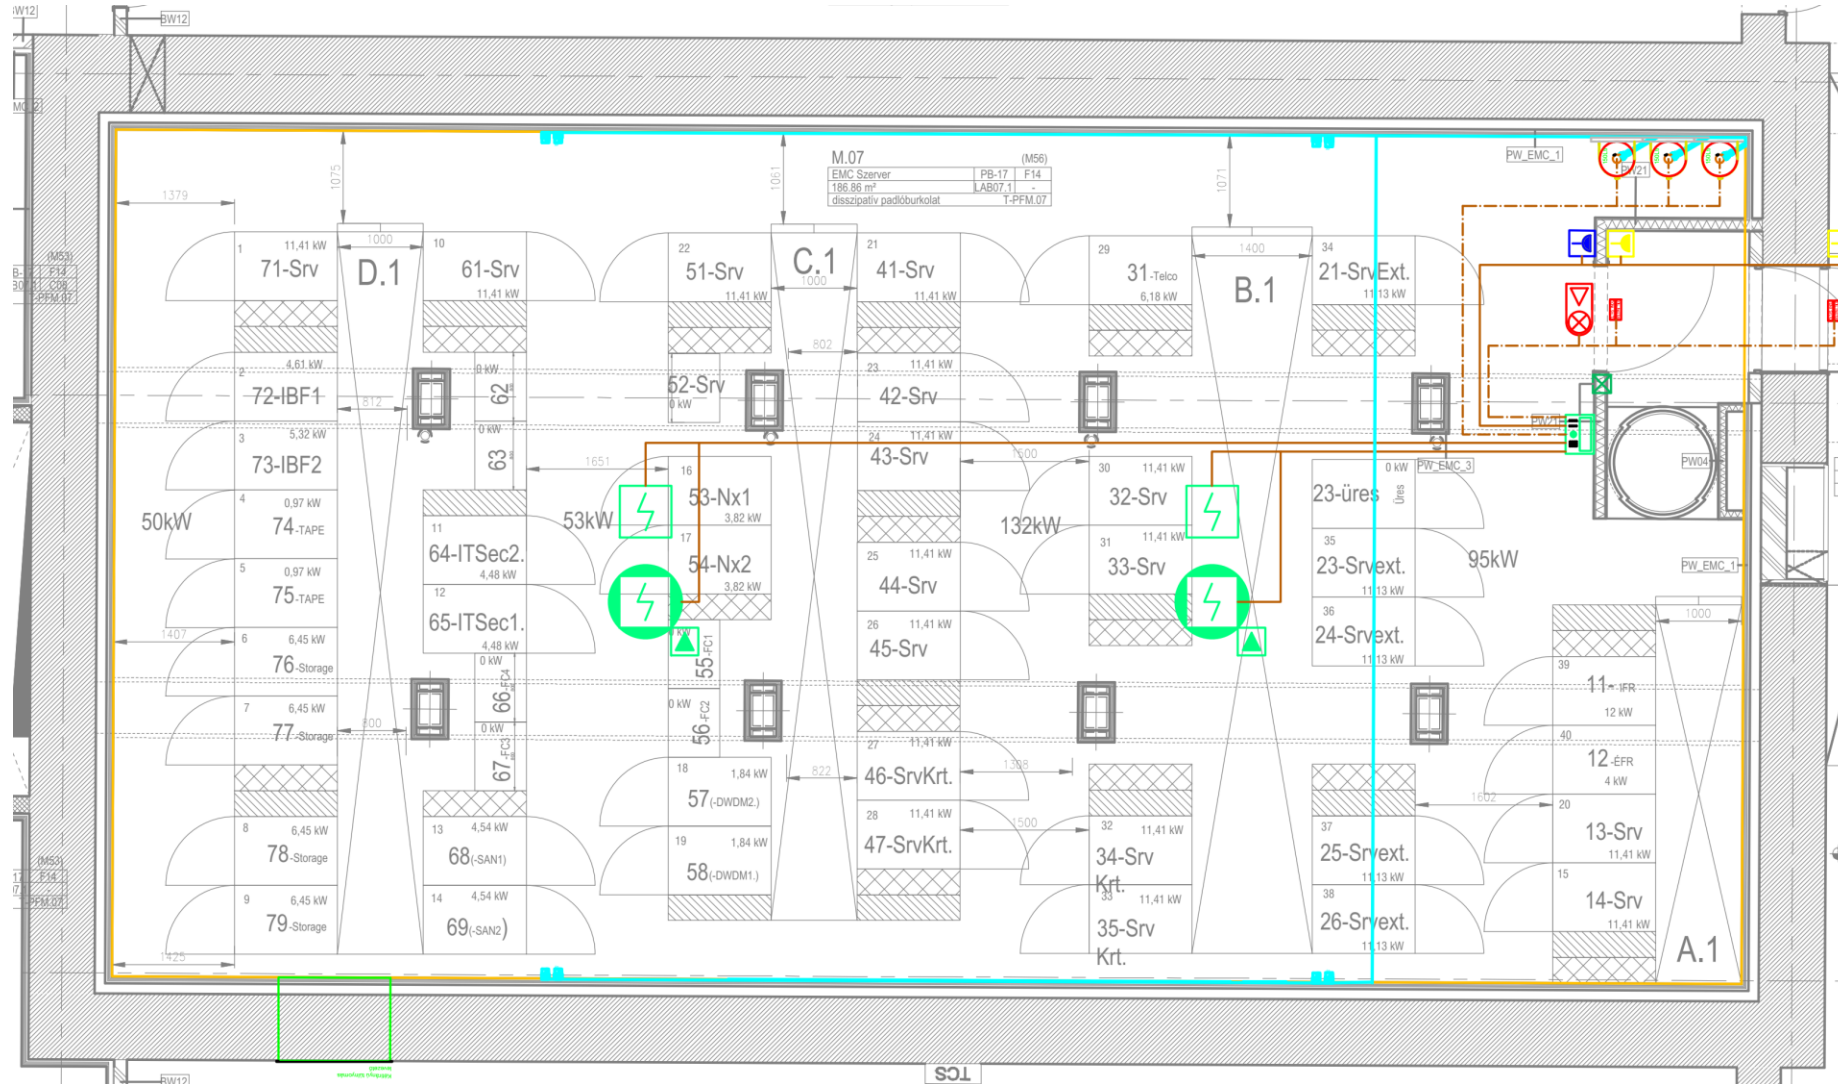 BW12
BW12
M.07 (M56)
EMC Szerver PB-17 F14
186.86 m² LAB07.1 -
disszipatív padlóburkolat T-PFM.07
PW_EMC_1
PW21
1075
1061
1071
1379
1 11,41 kW
71-Srv
1000
D.1
10
61-Srv
11,41 kW
22
51-Srv
11,41 kW
C.1
1000
21
41-Srv
11,41 kW
29
31-Telco
6,18 kW
1400
B.1
34
21-SrvExt.
11,13 kW
(M53)
F14
C08
-PFM.07
2 4,61 kW
72-IBF1
812
0 kW
62
52-Srv
0 kW
802
23 11,41 kW
42-Srv
3 5,32 kW
73-IBF2
0 kW
63
1651
24 11,41 kW
43-Srv
1500
PW21
PW_EMC_3
PW04
4 0,97 kW
74-TAPE
50kW
11
64-ITSec2.
4,48 kW
53kW
16
53-Nx1
3,82 kW
17
54-Nx2
3,82 kW
25 11,41 kW
44-Srv
132kW
30 11,41 kW
32-Srv
31 11,41 kW
33-Srv
0 kW
23-üres
Üres
35
23-Srvext.
11,13 kW
95kW
PW_EMC_1
5 0,97 kW
75-TAPE
12
65-ITSec1.
4,48 kW
1407
6 6,45 kW
76-Storage
0 kW
66-FC4
0 kW
55-FC1
26 11,41 kW
45-Srv
36
24-Srvext.
11,13 kW
1000
7 6,45 kW
77-Storage
800
0 kW
67-FC3
0 kW
56-FC2
27 11,41 kW
46-SrvKrt.
1308
39
11- IFR
12 kW
40
12-ÉFR
4 kW
18 1,84 kW
57(-DWDM2.)
822
28 11,41 kW
47-SrvKrt.
1500
1602
20
13-Srv
11,41 kW
8 6,45 kW
78-Storage
13 4,54 kW
68(-SAN1)
19 1,84 kW
58(-DWDM1.)
32 11,41 kW
34-Srv
Krt.
37
25-Srvext.
11,13 kW
15
14-Srv
11,41 kW
(M53)
F14
-PFM.07
9 6,45 kW
79-Storage
14 4,54 kW
69(-SAN2)
33 11,41 kW
35-Srv
Krt.
38
26-Srvext.
11,13 kW
A.1
1425
TCS
BW12